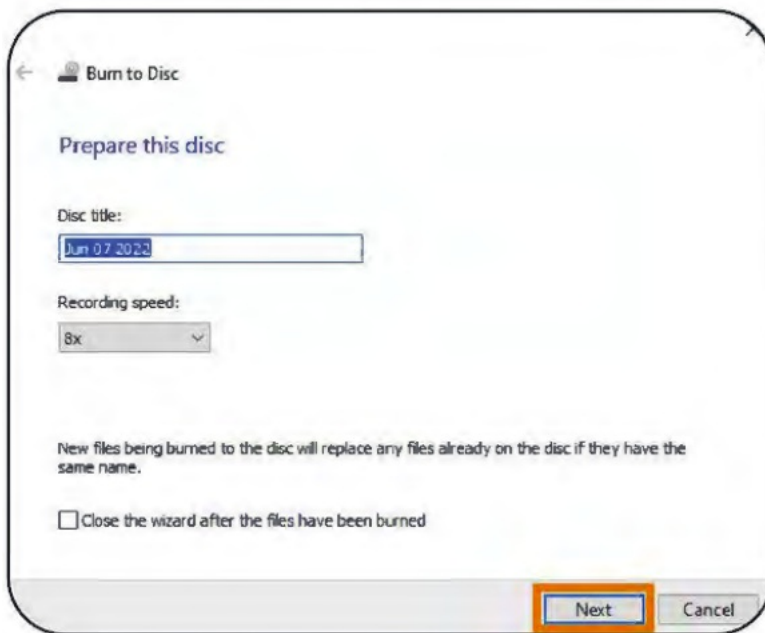 Burn to Disc
Prepare this disc
Disc title:
Jun 07 2022
Recording speed:
8x
New files being burned to the disc will replace any files already on the disc if they have the
same name.
Close the wizard after the files have been burned
Next
Cancel